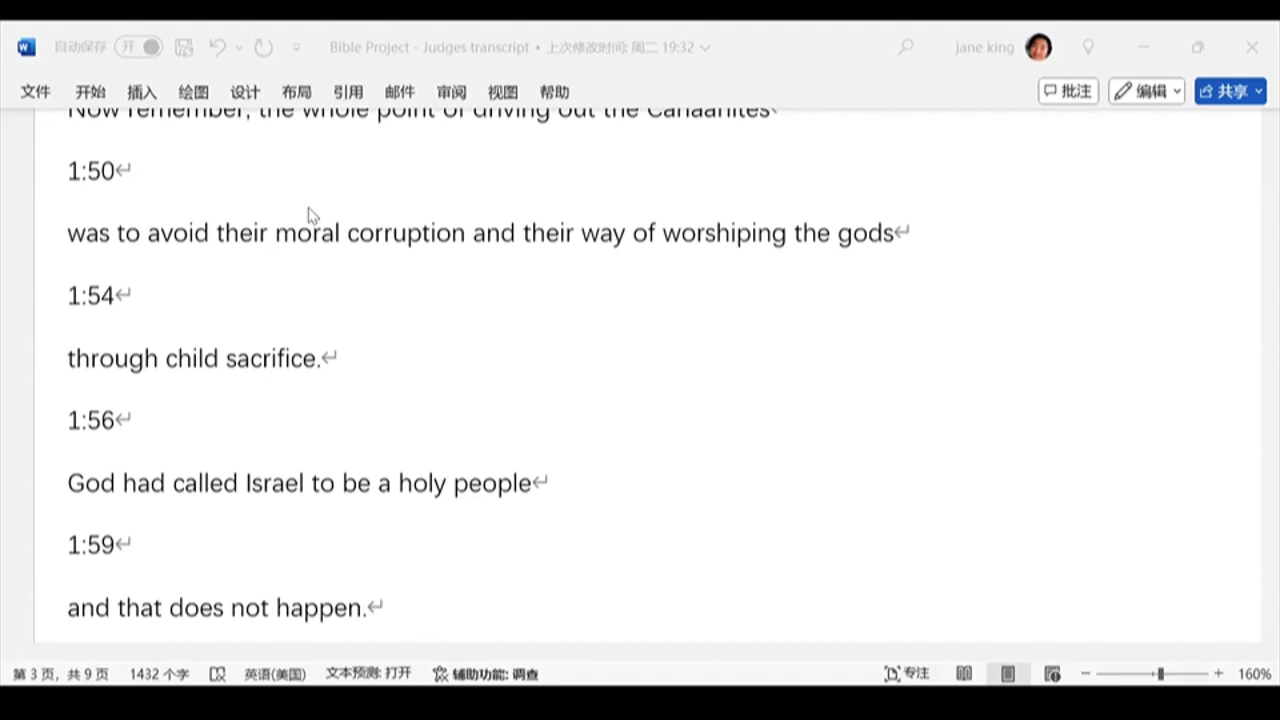 自动保存 开 Bible Project - Judges transcript • 上次修改时间: 周二 19:32 jane king
文件 开始 插入 绘图 设计 布局 引用 邮件 审阅 视图 帮助 批注 编辑 共享
Now remember, the whole point of driving out the Canaanites
1:50
was to avoid their moral corruption and their way of worshiping the gods
1:54
through child sacrifice.
1:56
God had called Israel to be a holy people
1:59
and that does not happen.
第 3 页, 共 9 页 1432 个字 英语(美国) 文本预测: 打开 辅助功能: 调查 专注 160%